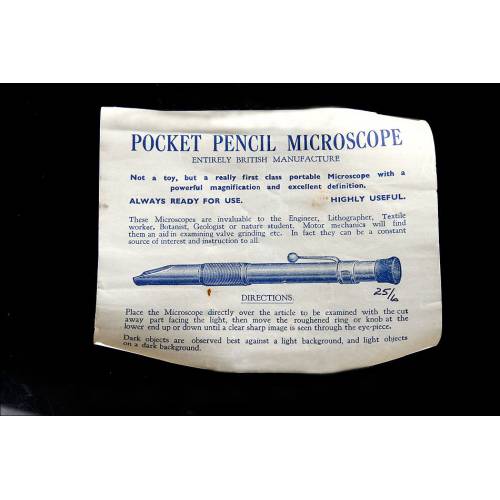 POCKET PENCIL MICROSCOPE
ENTIRELY BRITISH MANUFACTURE
Not a toy, but a really first class portable Microscope with a
powerful magnification and excellent definition.
ALWAYS READY FOR USE. HIGHLY USEFUL.
These Microscopes are invaluable to the Engineer, Lithographer, Textile
worker, Botanist, Geologist or nature student. Motor mechanics will find
them an aid in examining valve grinding etc. In fact they can be a constant
source of interest and instruction to all.
25/6
DIRECTIONS.
Place the Microscope directly over the article to be examined with the cut
away part facing the light, then move the roughened ring or knob at the
lower end up or down until a clear sharp image is seen through the eye-piece.
Dark objects are observed best against a light background, and light objects
on a dark background.